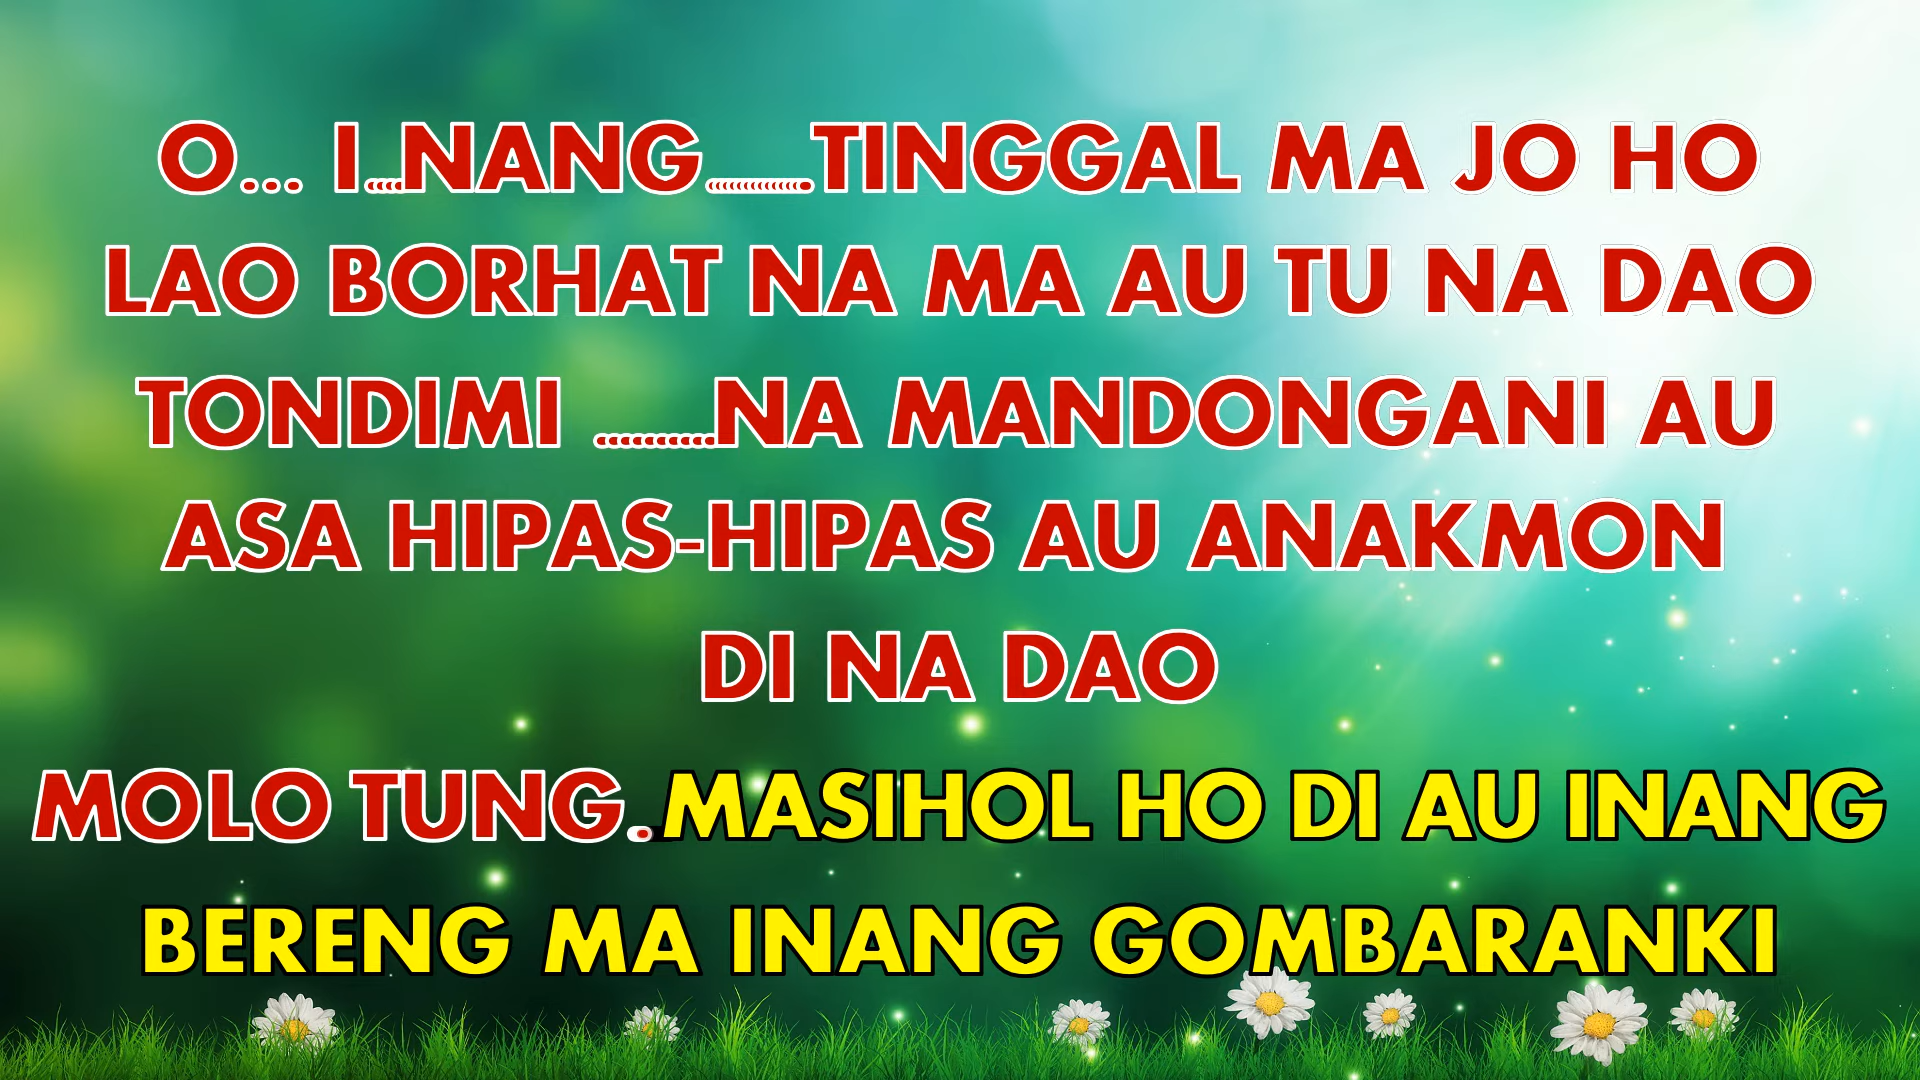 O... I....NANG...............TINGGAL MA JO HO
LAO BORHAT NA MA AU TU NA DAO
TONDIMI ..........NA MANDONGANI AU
ASA HIPAS-HIPAS AU ANAKMON
DI NA DAO
MOLO TUNG..MASIHOL HO DI AU INANG
BERENG MA INANG GOMBARANKI